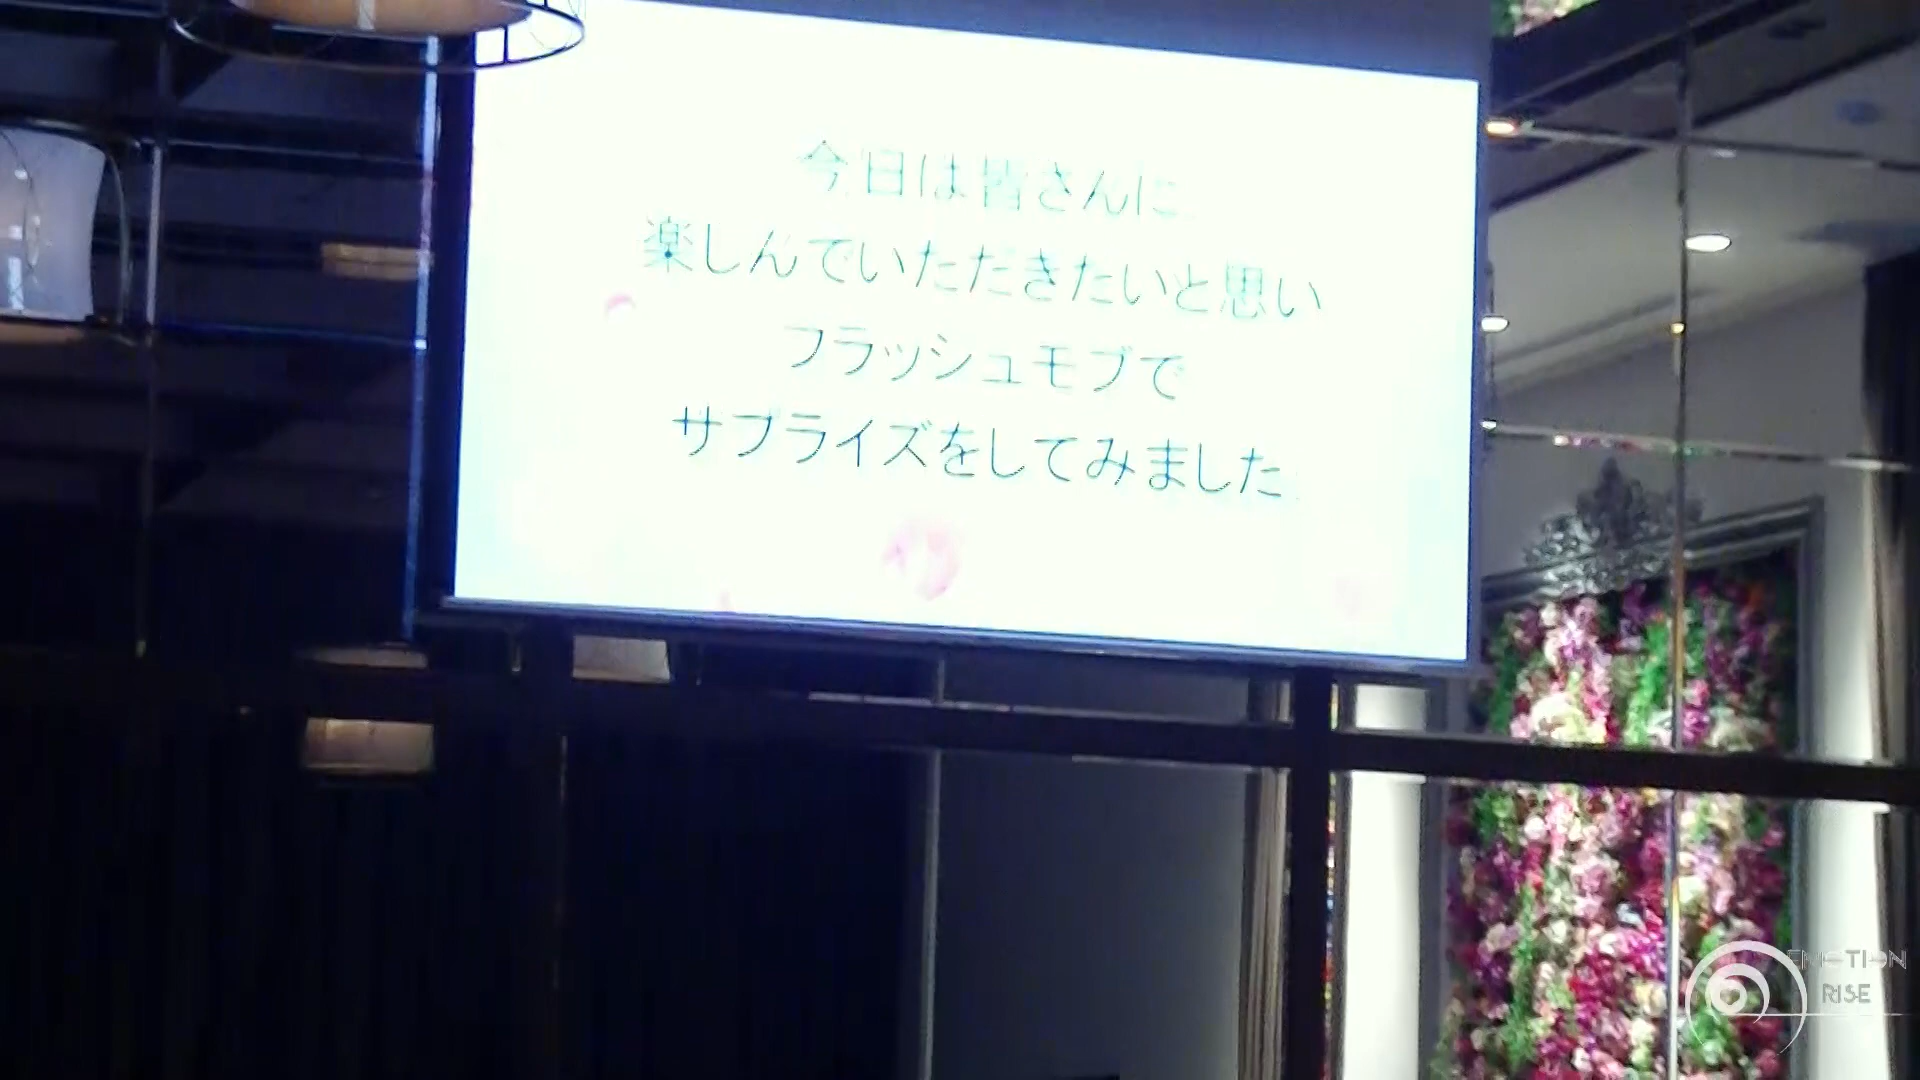 今日は皆さんに
楽しんでいただきたいと思い
フラッシュモブで
サプライズをしてみました
EMOTION
RISE